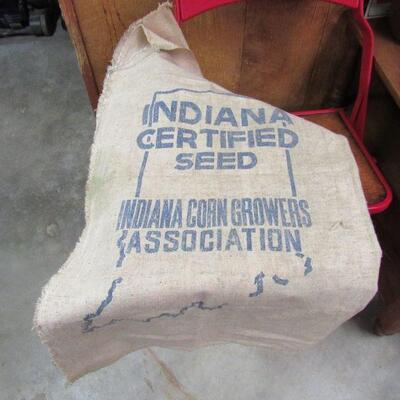 INDIANA
CERTIFIED
SEED
INDIANA CORN GROWERS
ASSOCIATION